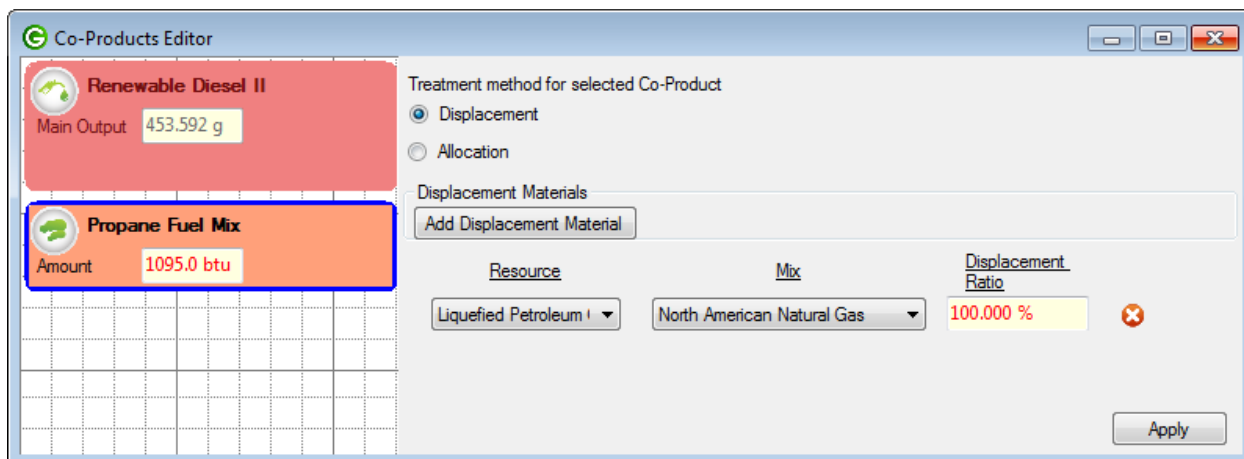 Co-Products Editor
Renewable Diesel II
Main Output 453.592 g
Propane Fuel Mix
Amount 1095.0 btu
Treatment method for selected Co-Product
Displacement
Allocation
Displacement Materials
Add Displacement Material
Resource Mix Displacement
Ratio
Liquefied Petroleum North American Natural Gas 100.000 %
Apply